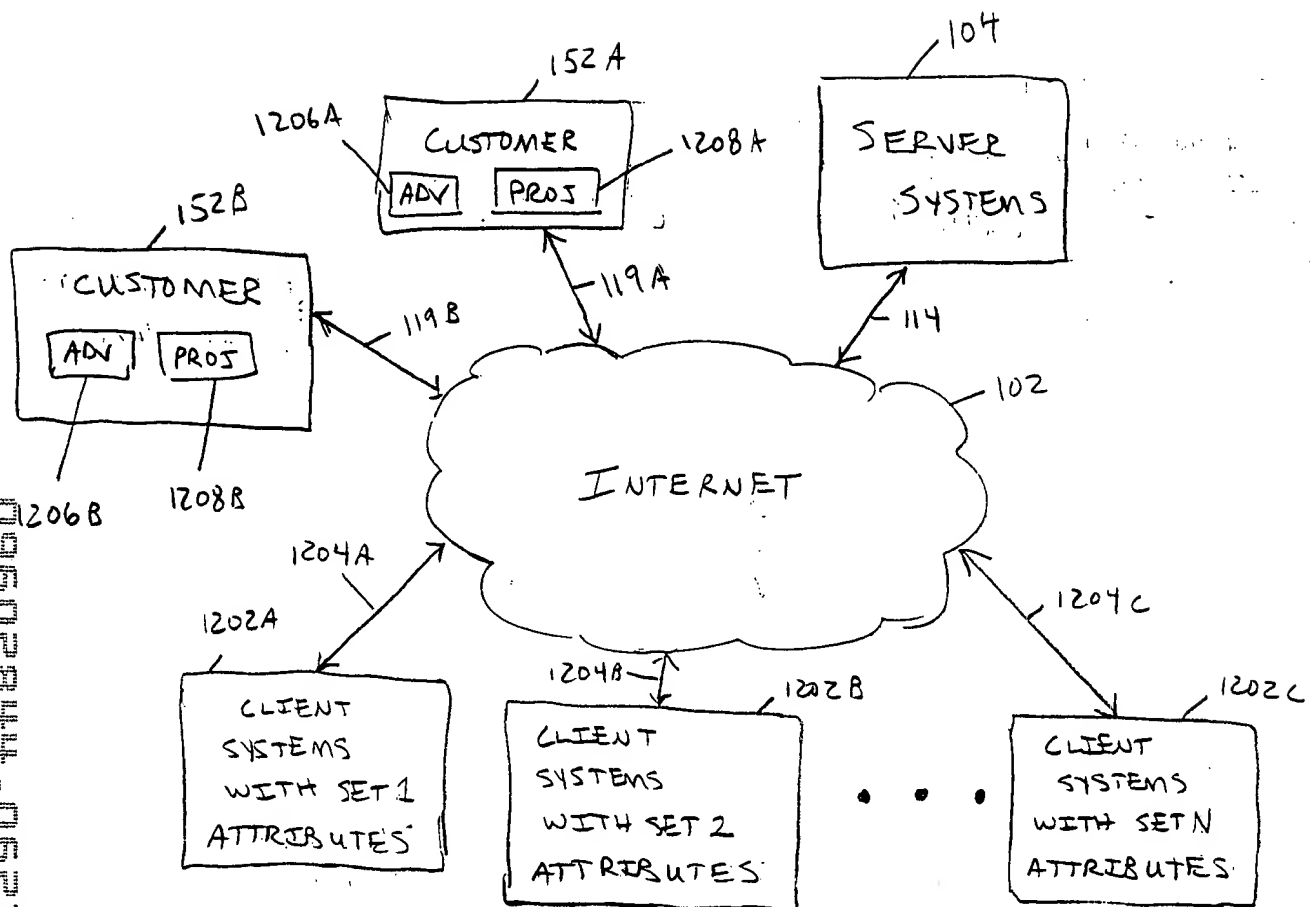 104
152A
1206A
CUSTOMER
1208A
ADV
PROJ
SERVER
SYSTEMS
152B
CUSTOMER
ADV
PROJ
119B
119A
114
102
INTERNET
1206B
1208B
1204A
1204C
1202A
1204B
1202B
1202C
CLIENT
SYSTEMS
WITH SET 1
ATTRIBUTES
CLIENT
SYSTEMS
WITH SET 2
ATTRIBUTES
• • •
CLIENT
SYSTEMS
WITH SET N
ATTRIBUTES